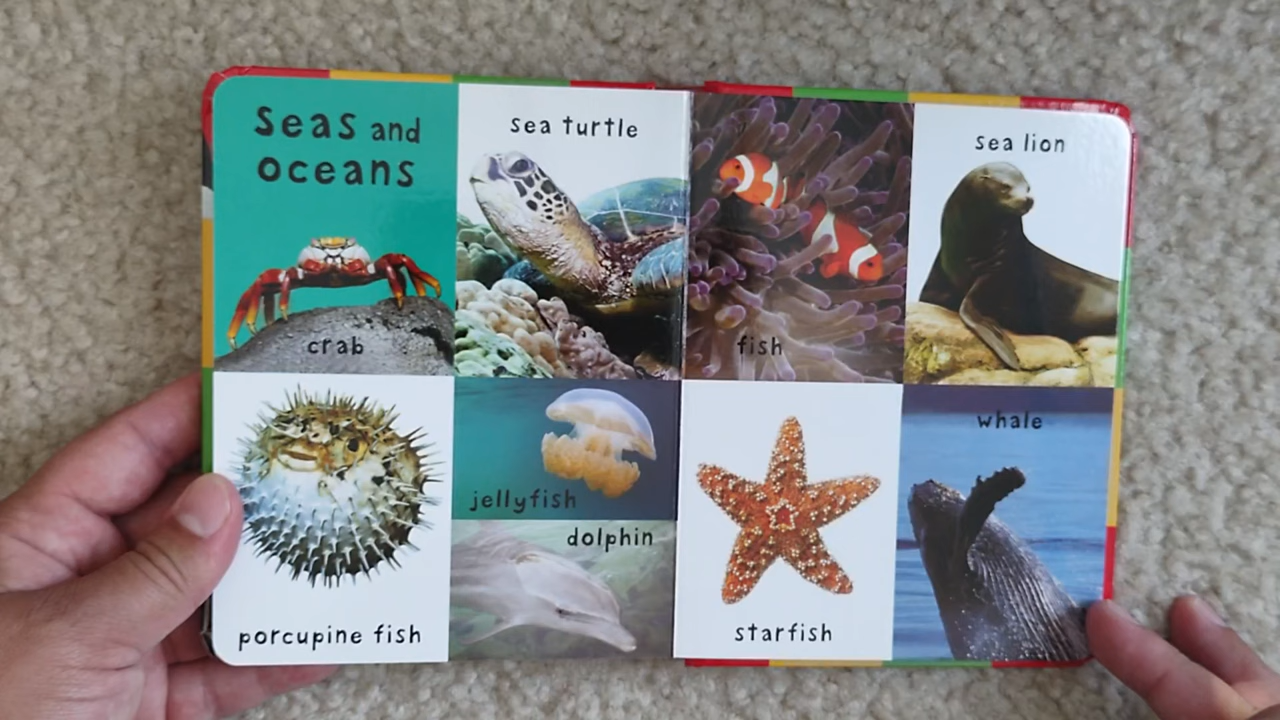 Seas and
oceans
crab
sea turtle
porcupine fish
jellyfish
dolphin
fish
sea lion
starfish
whale